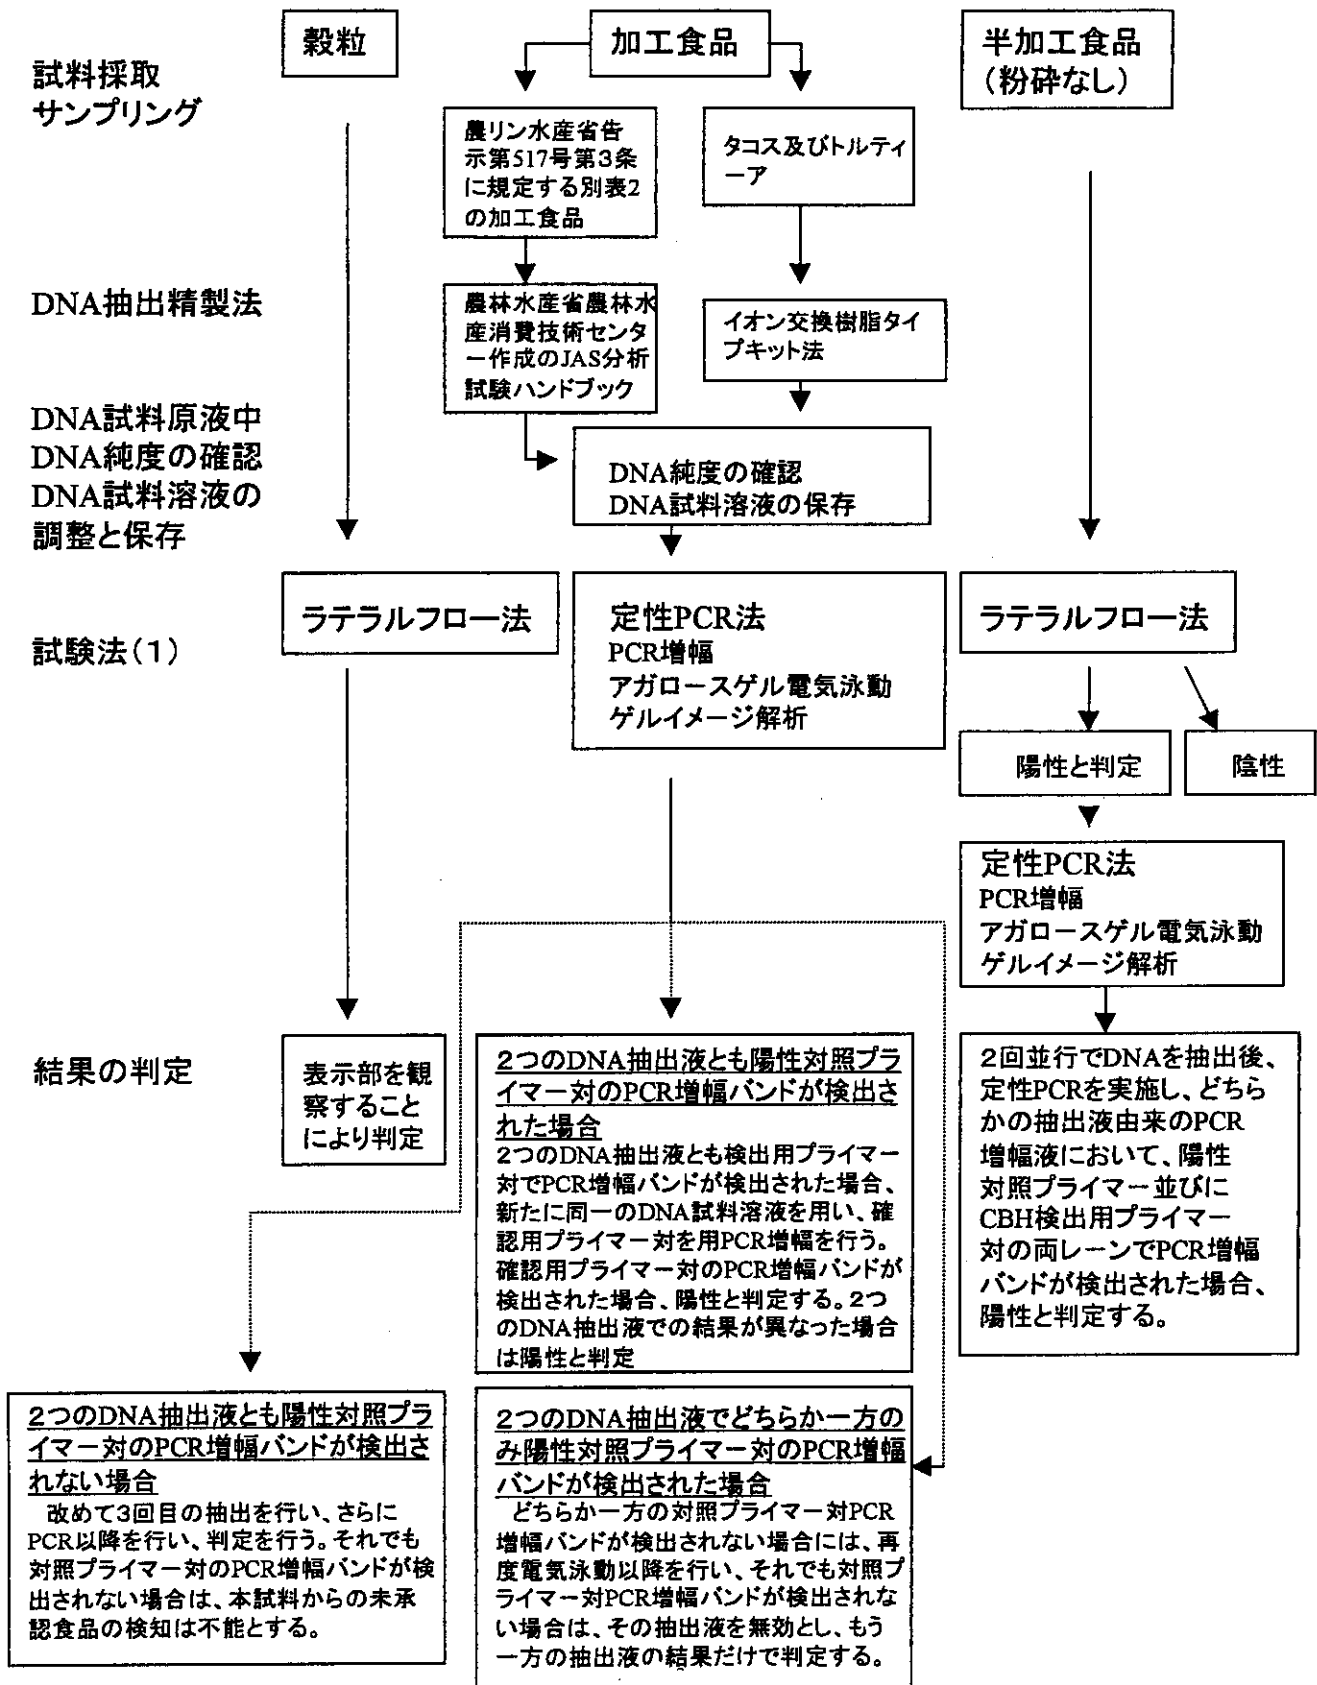 穀粒
加工食品
半加工食品
（粉砕なし）
試料採取
サンプリング
農リン水産省告
示第517号第3条
に規定する別表2
の加工食品
タコス及びトルティ
ーア
DNA抽出精製法
農林水産省農林水
産消費技術センタ
ー作成のJAS分析
試験ハンドブック
イオン交換樹脂タイ
プキット法
DNA試料原液中
DNA純度の確認
DNA試料溶液の
調整と保存
DNA純度の確認
DNA試料溶液の保存
試験法（１）
ラテラルフロー法
定性PCR法
PCR増幅
アガロースゲル電気泳動
ゲルイメージ解析
ラテラルフロー法
陽性と判定
陰性
定性PCR法
PCR増幅
アガロースゲル電気泳動
ゲルイメージ解析
結果の判定
表示部を観
察すること
により判定
２つのDNA抽出液とも陽性対照プラ
イマー対のPCR増幅バンドが検出さ
れた場合
２つのDNA抽出液とも検出用プライマー
対でPCR増幅バンドが検出された場合、
新たに同一のDNA試料溶液を用い、確
認用プライマー対を用PCR増幅を行う。
確認用プライマー対のPCR増幅バンドが
検出された場合、陽性と判定する。２つ
のDNA抽出液での結果が異なった場合
は陽性と判定
２回並行でDNAを抽出後、
定性PCRを実施し、どちら
かの抽出液由来のPCR
増幅液において、陽性
対照プライマー並びに
CBH検出用プライマー
対の両レーンでPCR増幅
バンドが検出された場合、
陽性と判定する。
２つのDNA抽出液とも陽性対照プラ
イマー対のPCR増幅バンドが検出さ
れない場合
改めて3回目の抽出を行い、さらに
PCR以降を行い、判定を行う。それでも
対照プライマー対のPCR増幅バンドが検
出されない場合は、本試料からの未承
認食品の検知は不能とする。
２つのDNA抽出液でどちらか一方の
み陽性対照プライマー対のPCR増幅
バンドが検出された場合
どちらか一方の対照プライマー対PCR
増幅バンドが検出されない場合には、再
度電気泳動以降を行い、それでも対照プ
ライマー対PCR増幅バンドが検出されな
い場合は、その抽出液を無効とし、もう
一方の抽出液の結果だけで判定する。